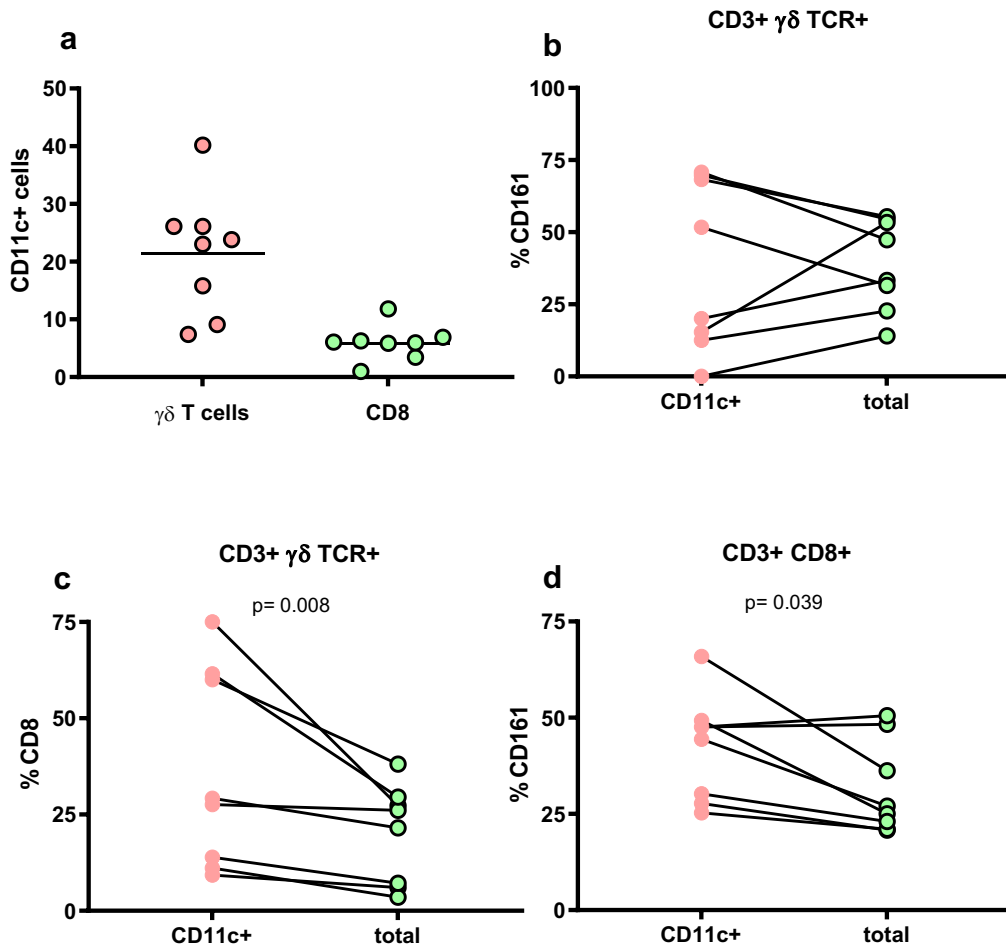 a
CD11c+ cells
50
40
30
20
10
0
γδ T cells
CD8
b
CD3+ γδ TCR+
% CD161
100
75
50
25
0
CD11c+
total
c
CD3+ γδ TCR+
p= 0.008
% CD8
75
50
25
0
CD11c+
total
d
CD3+ CD8+
p= 0.039
% CD161
75
50
25
0
CD11c+
total